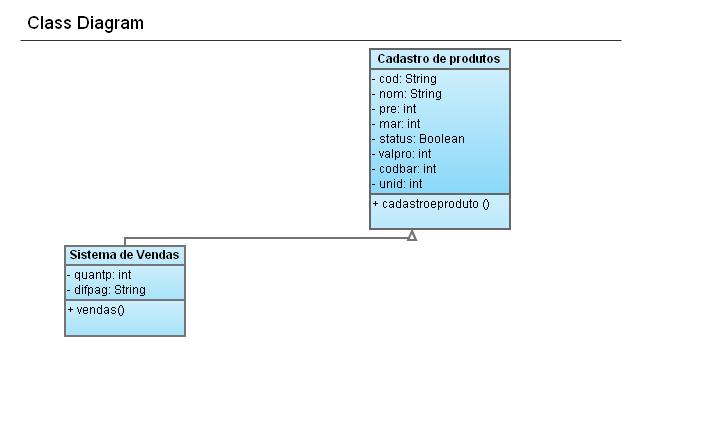 Class Diagram
Cadastro de produtos
- cod: String
- nom: String
- pre: int
- mar: int
- status: Boolean
- valpro: int
- codbar: int
- unid: int
+ cadastroeproduto ()
Sistema de Vendas
- quantp: int
- difpag: String
+ vendas()